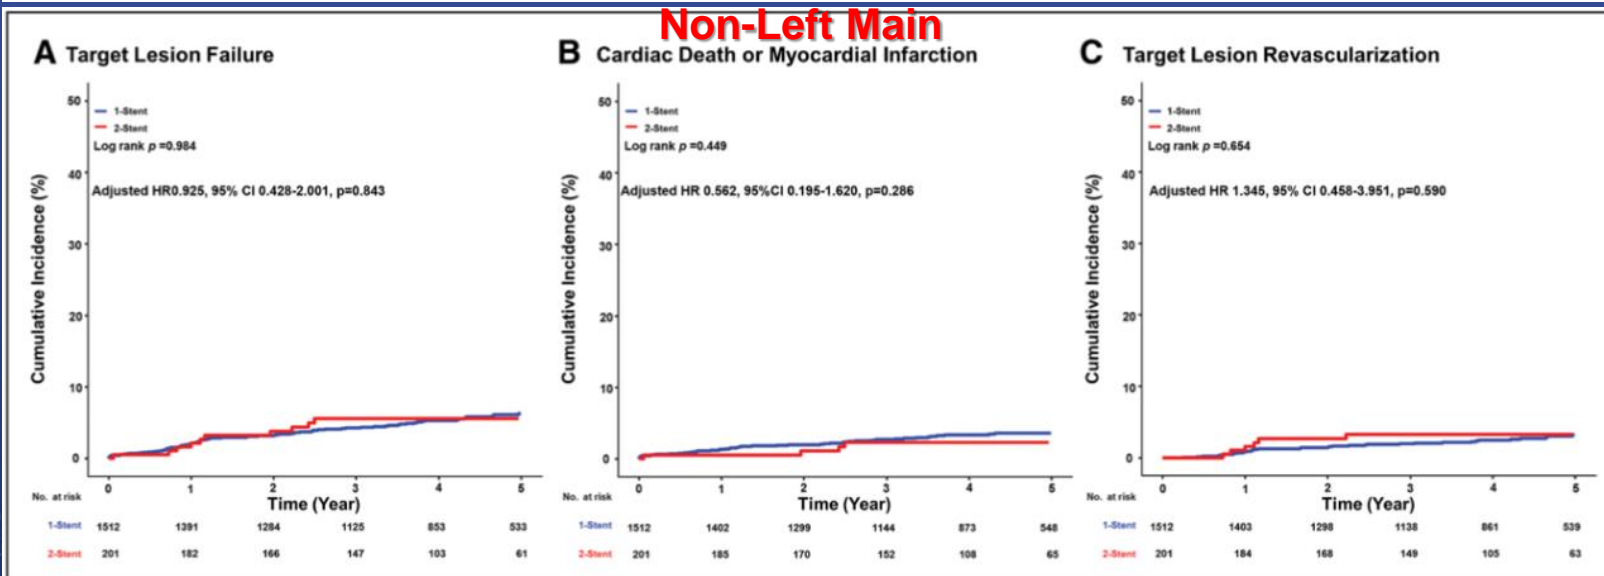 Non-Left Main
A Target Lesion Failure
50
40
30
20
10
0
Cumulative Incidence (%)
1-Stent
2-Stent
Log rank p =0.984
Adjusted HR0.925, 95% CI 0.428-2.001, p=0.843
0 1 2 3 4 5
No. at risk
Time (Year)
1-Stent 1512 1391 1284 1125 853 533
2-Stent 201 182 166 147 103 61
B Cardiac Death or Myocardial Infarction
50
40
30
20
10
0
Cumulative Incidence (%)
1-Stent
2-Stent
Log rank p =0.449
Adjusted HR 0.562, 95%CI 0.195-1.620, p=0.286
0 1 2 3 4 5
No. at risk
Time (Year)
1-Stent 1512 1402 1299 1144 873 548
2-Stent 201 185 170 152 108 65
C Target Lesion Revascularization
50
40
30
20
10
0
Cumulative Incidence (%)
1-Stent
2-Stent
Log rank p =0.654
Adjusted HR 1.345, 95% CI 0.458-3.951, p=0.590
0 1 2 3 4 5
No. at risk
Time (Year)
1-Stent 1512 1403 1298 1138 861 539
2-Stent 201 184 168 149 105 63